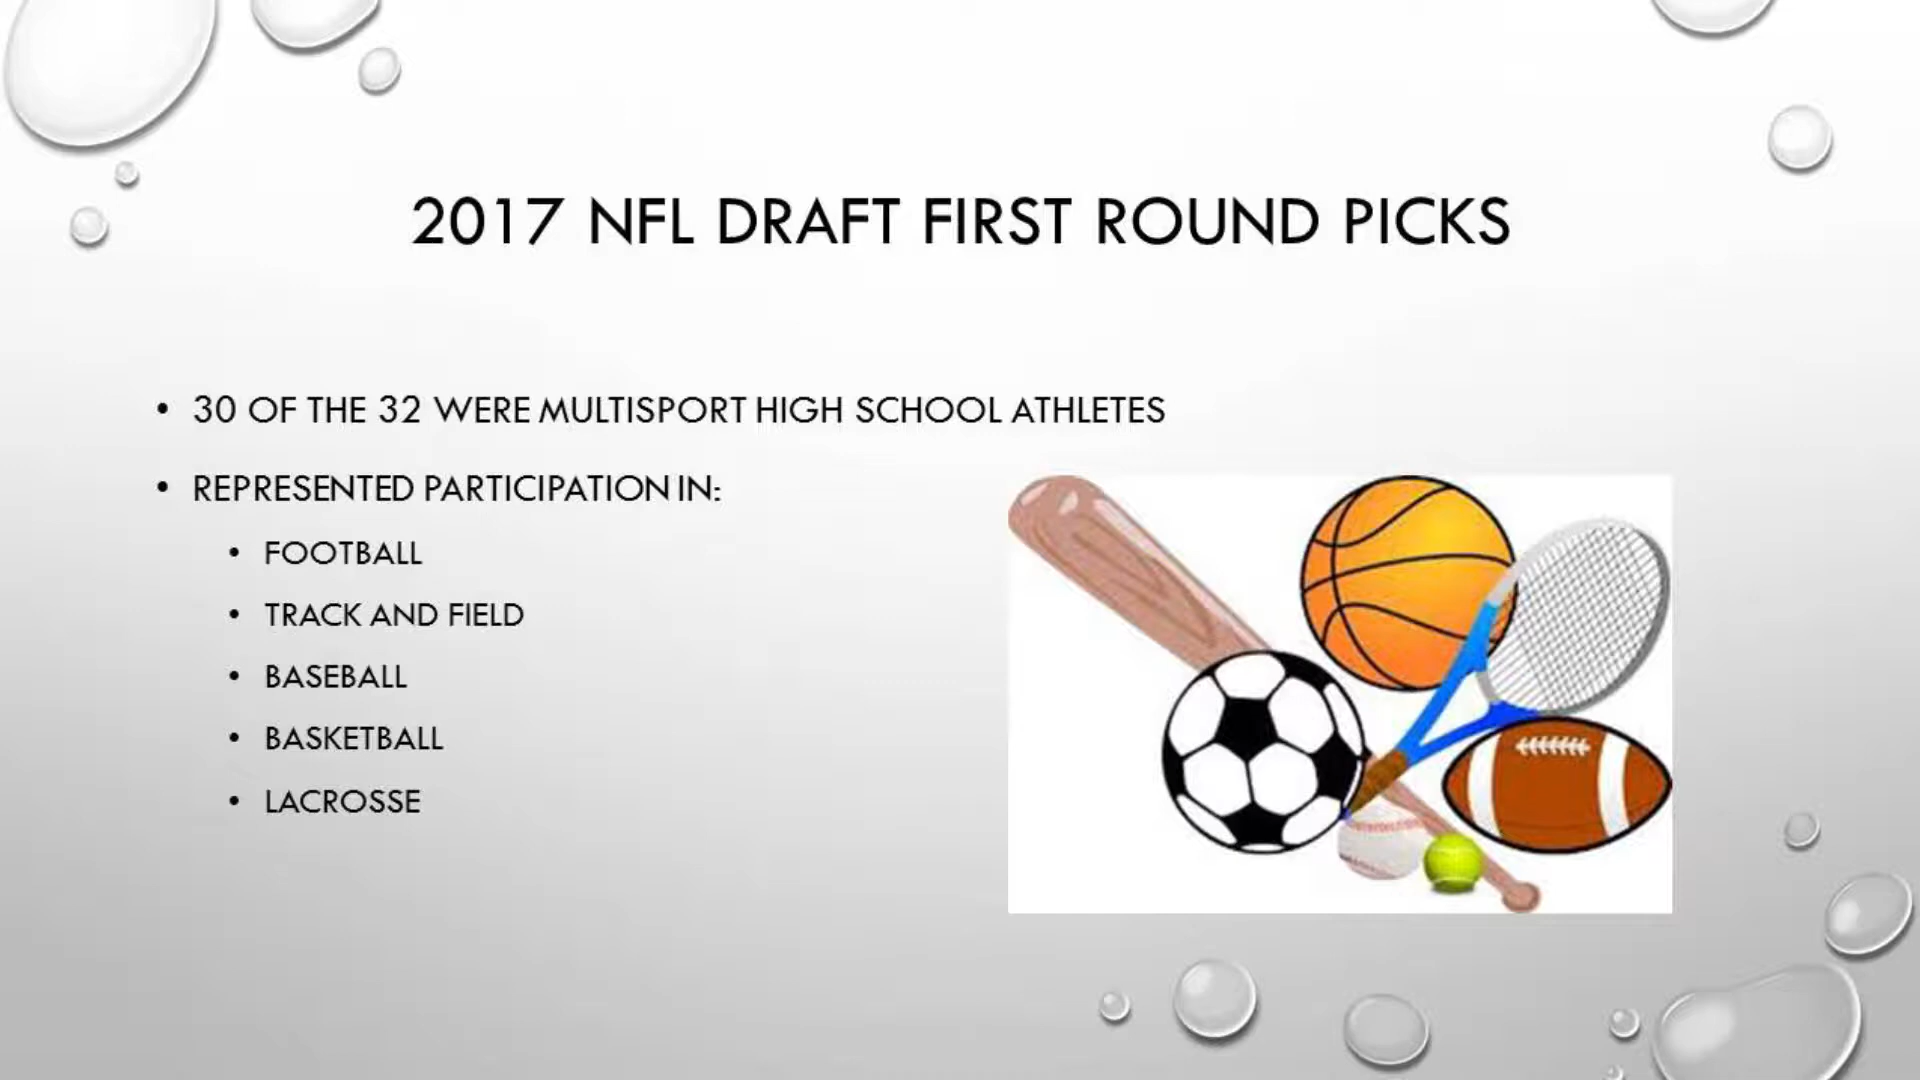 2017 NFL DRAFT FIRST ROUND PICKS
• 30 OF THE 32 WERE MULTISPORT HIGH SCHOOL ATHLETES
• REPRESENTED PARTICIPATION IN:
• FOOTBALL
• TRACK AND FIELD
• BASEBALL
• BASKETBALL
• LACROSSE